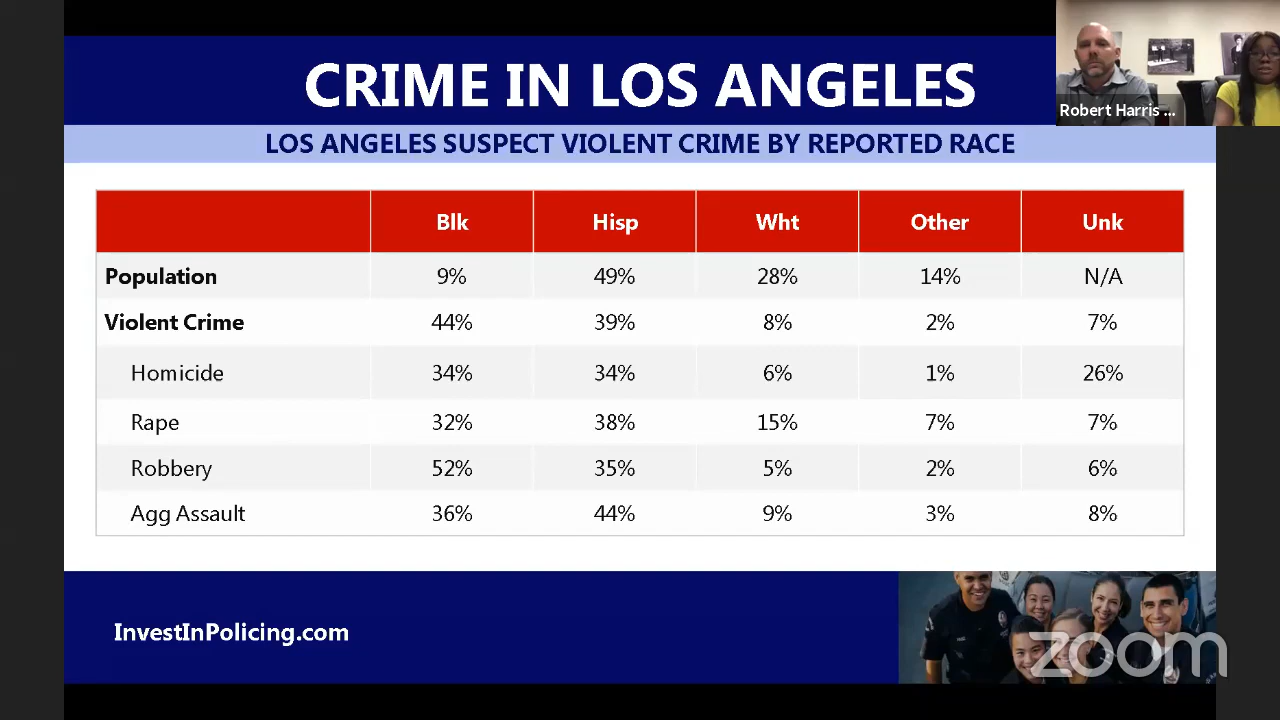 CRIME IN LOS ANGELES
Robert Harris ...
LOS ANGELES SUSPECT VIOLENT CRIME BY REPORTED RACE
Blk Hisp Wht Other Unk
Population 9% 49% 28% 14% N/A
Violent Crime 44% 39% 8% 2% 7%
Homicide 34% 34% 6% 1% 26%
Rape 32% 38% 15% 7% 7%
Robbery 52% 35% 5% 2% 6%
Agg Assault 36% 44% 9% 3% 8%
InvestInPolicing.com
zoom